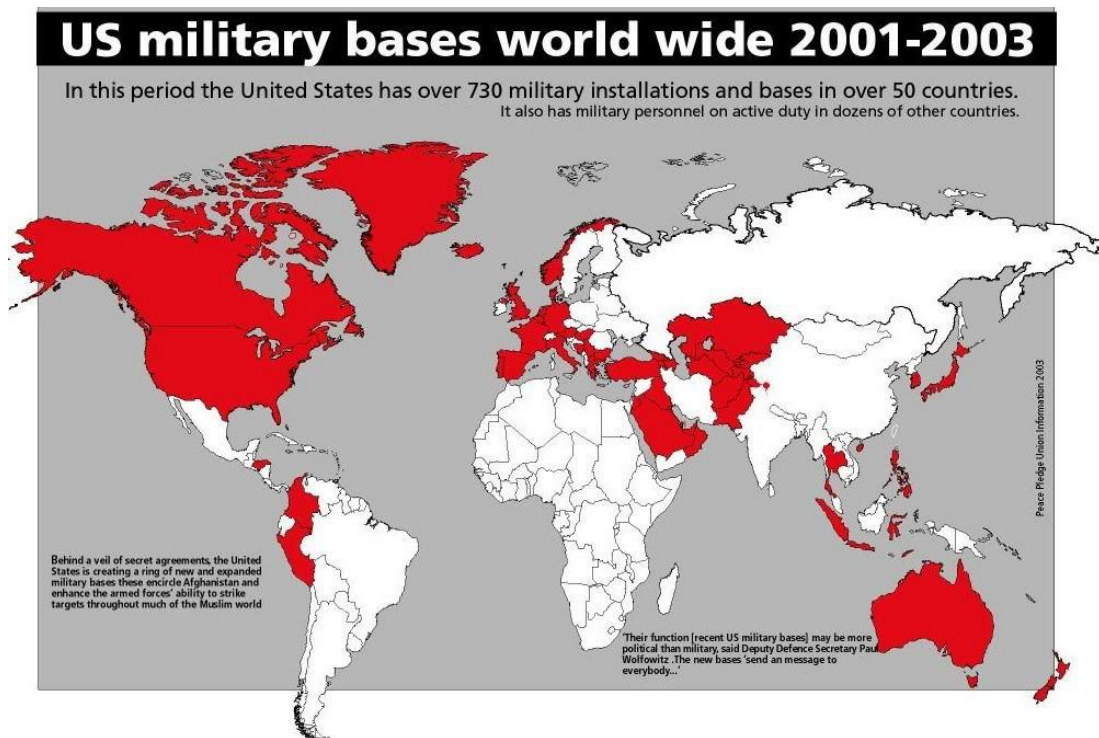 US military bases world wide 2001-2003
In this period the United States has over 730 military installations and bases in over 50 countries.
It also has military personnel on active duty in dozens of other countries.
Peace Pledge Union Information 2003
Behind a veil of secret agreements, the United
States is creating a ring of new and expanded
military bases these encircle Afghanistan and
enhance the armed forces' ability to strike
targets throughout much of the Muslim world
'Their function [recent US military bases] may be more
political than military, said Deputy Defence Secretary Paul
Wolfowitz .The new bases 'send an message to
everybody...'